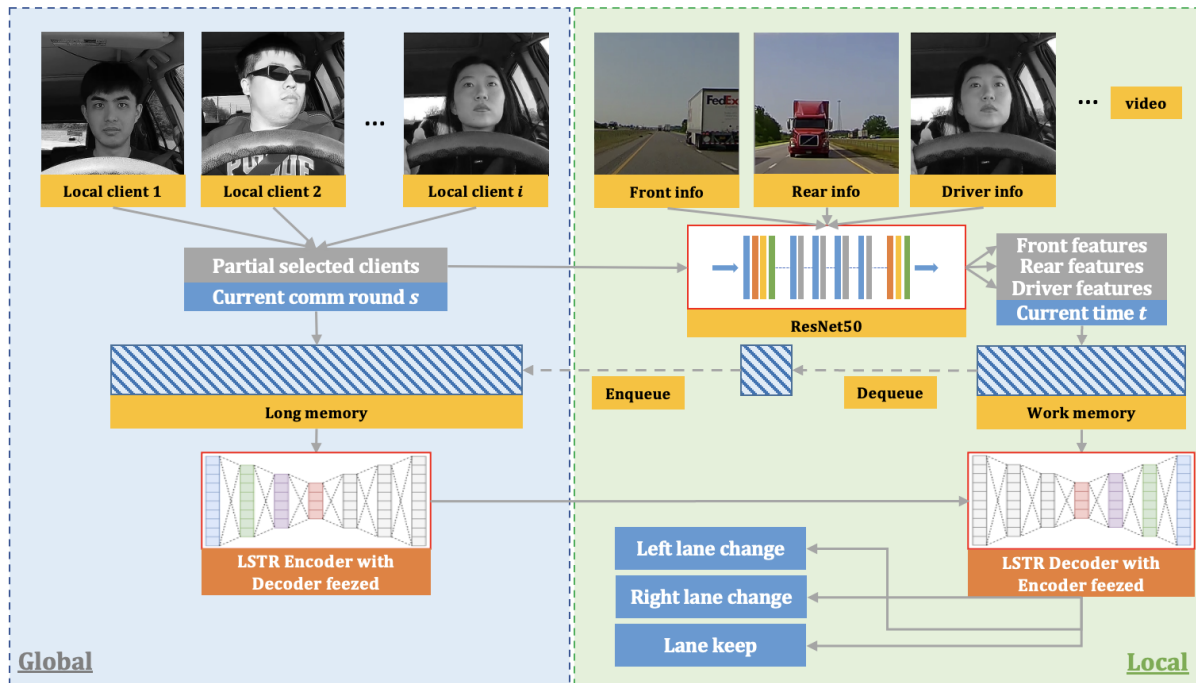 FedEx
video
Local client 1
Local client 2
...
Local client i
Front info
Rear info
Driver info
...
Partial selected clients
Current comm round s
ResNet50
Front features
Rear features
Driver features
Current time t
Long memory
Enqueue
Dequeue
Work memory
LSTR Encoder with
Decoder feezed
LSTR Decoder with
Encoder feezed
Left lane change
Right lane change
Lane keep
Global
Local